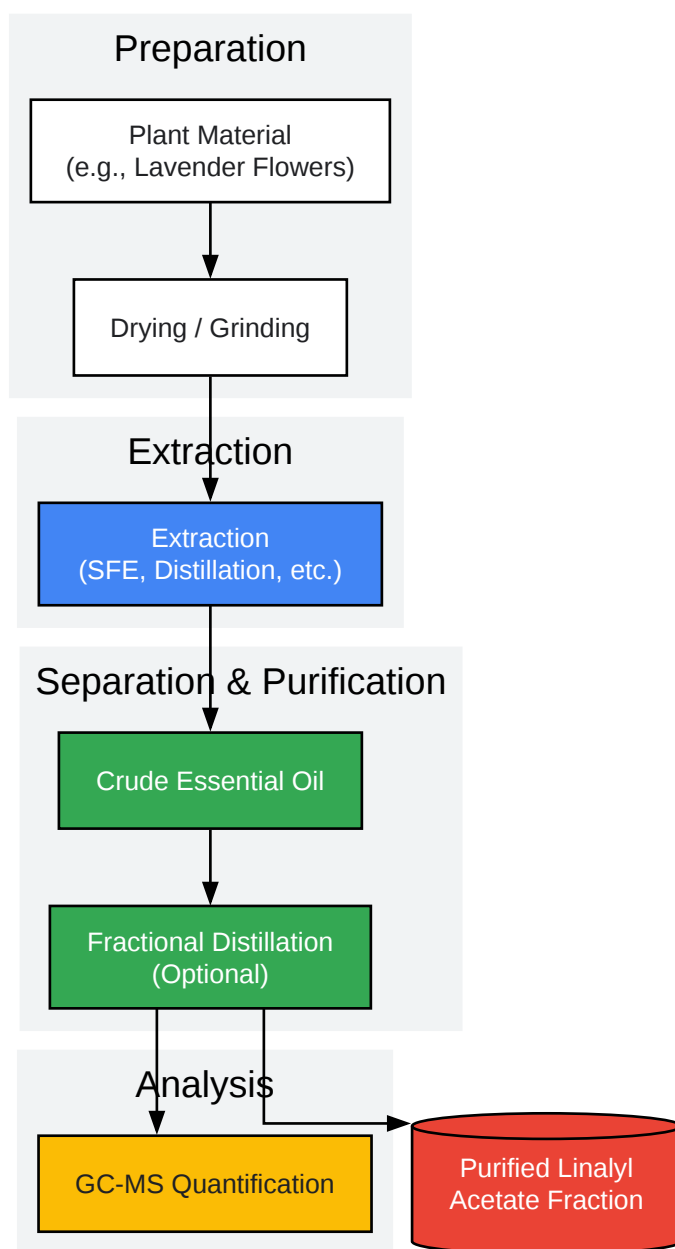 Preparation
Plant Material
(e.g., Lavender Flowers)
Drying / Grinding
Extraction
Extraction
(SFE, Distillation, etc.)
Separation & Purification
Crude Essential Oil
Fractional Distillation
(Optional)
Analysis
GC-MS Quantification
Purified Linalyl
Acetate Fraction